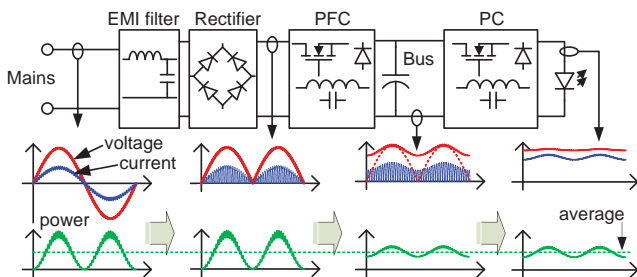 EMI filter Rectifier PFC PC
Mains
Bus
voltage
current
power
average